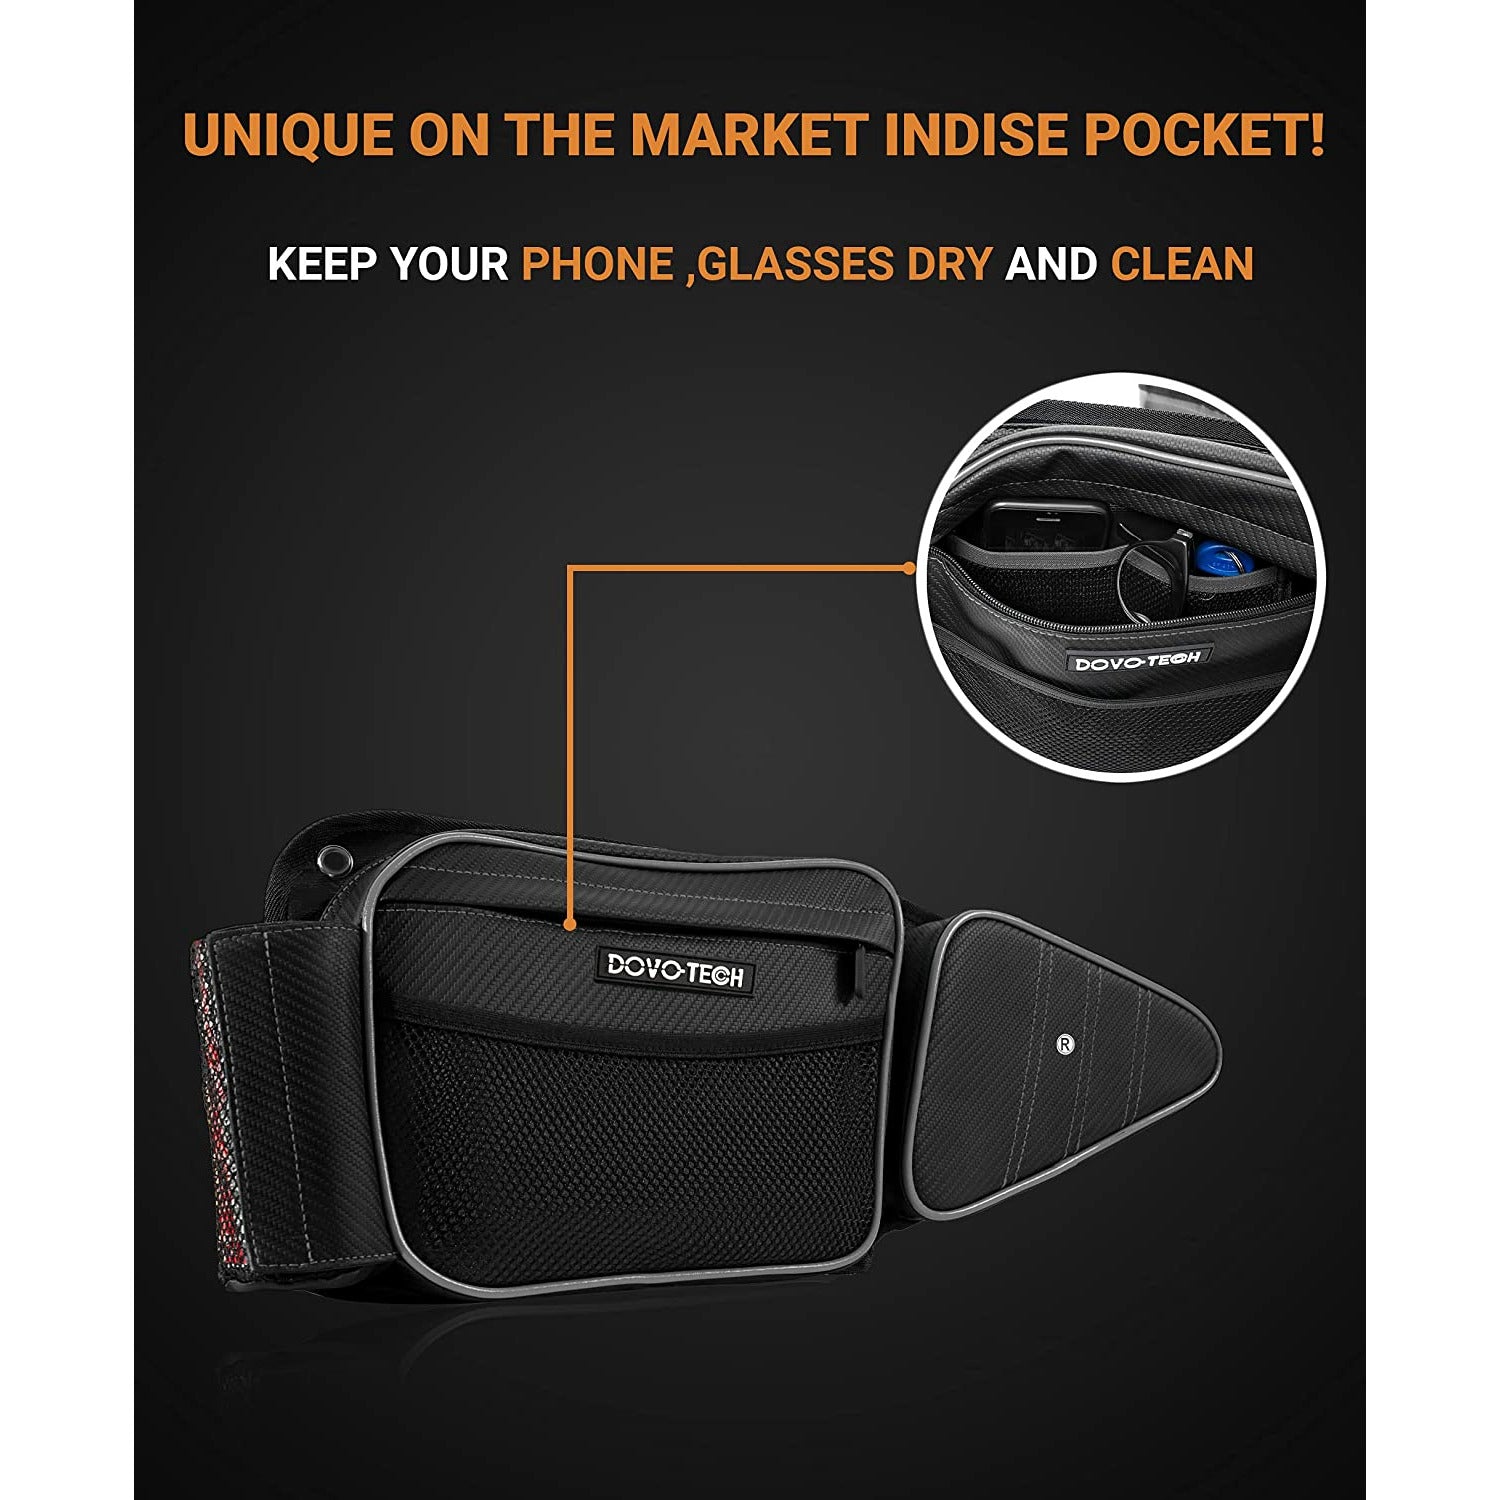 UNIQUE ON THE MARKET INDISE POCKET!
KEEP YOUR PHONE ,GLASSES DRY AND CLEAN
DOVO-TECH
DOVO-TECH
R